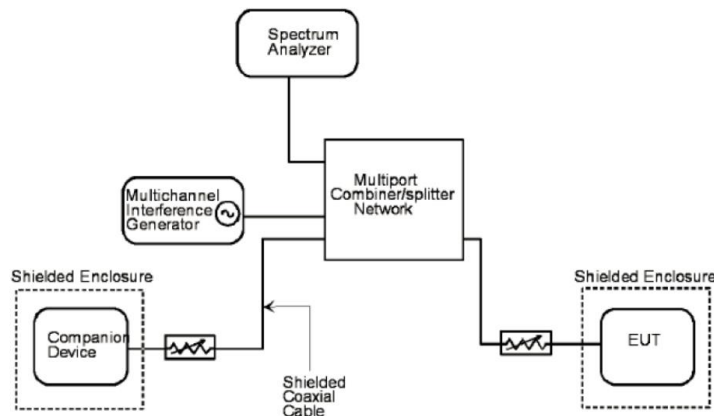 Spectrum
Analyzer
Multiport
Combiner/splitter
Network
Multichannel
Interference
Generator
Shielded Enclosure
Shielded Enclosure
Companion
Device
EUT
Shielded
Coaxial
Cable